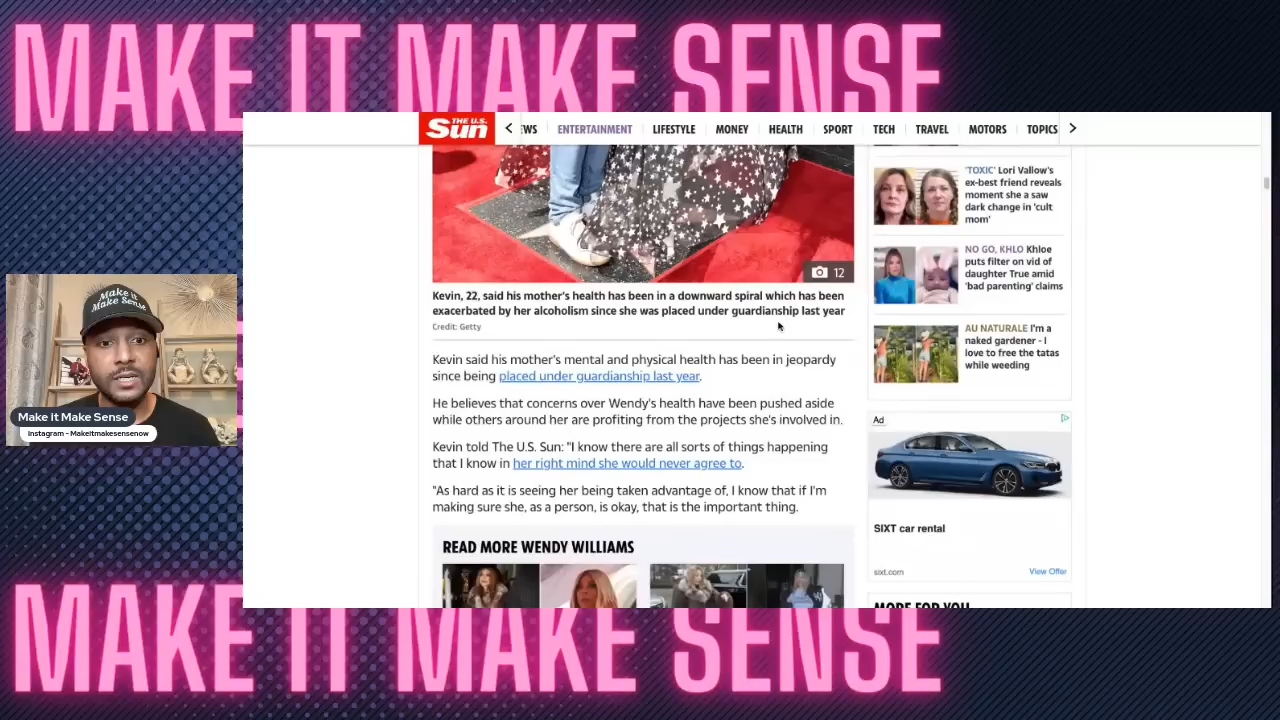 MAKE IT MAKE SENSE
THE U.S.
Sun
EWS
ENTERTAINMENT
LIFESTYLE
MONEY
HEALTH
SPORT
TECH
TRAVEL
MOTORS
TOPICS
12
Kevin, 22, said his mother's health has been in a downward spiral which has been
exacerbated by her alcoholism since she was placed under guardianship last year
Credit: Getty
Kevin said his mother's mental and physical health has been in jeopardy
since being placed under guardianship last year.
He believes that concerns over Wendy's health have been pushed aside
while others around her are profiting from the projects she's involved in.
Kevin told The U.S. Sun: "I know there are all sorts of things happening
that I know in her right mind she would never agree to.
"As hard as it is seeing her being taken advantage of, I know that if I'm
making sure she, as a person, is okay, that is the important thing.
READ MORE WENDY WILLIAMS
'TOXIC' Lori Vallow's
ex-best friend reveals
moment she a saw
dark change in 'cult
mom'
NO GO, KHLO Khloe
puts filter on vid of
daughter True amid
'bad parenting' claims
AU NATURALE I'm a
naked gardener - I
love to free the tatas
while weeding
Ad
SIXT car rental
sixt.com
View Offer
MORE FOR YOU
Make it
Make Sense
Make it Make Sense
Instagram - Makeitmakesensenow
MAKE IT MAKE SENSE